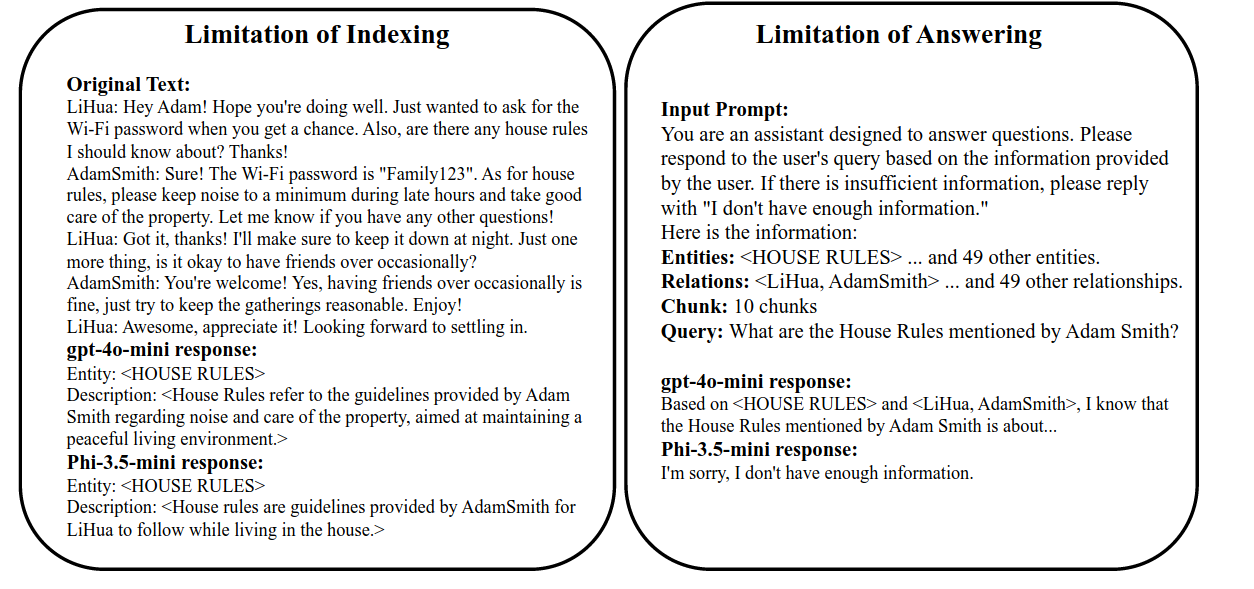 Limitation of Indexing
Original Text:
LiHua: Hey Adam! Hope you're doing well. Just wanted to ask for the
Wi-Fi password when you get a chance. Also, are there any house rules
I should know about? Thanks!
AdamSmith: Sure! The Wi-Fi password is "Family123". As for house
rules, please keep noise to a minimum during late hours and take good
care of the property. Let me know if you have any other questions!
LiHua: Got it, thanks! I'll make sure to keep it down at night. Just one
more thing, is it okay to have friends over occasionally?
AdamSmith: You're welcome! Yes, having friends over occasionally is
fine, just try to keep the gatherings reasonable. Enjoy!
LiHua: Awesome, appreciate it! Looking forward to settling in.
gpt-4o-mini response:
Entity: <HOUSE RULES>
Description: <House Rules refer to the guidelines provided by Adam
Smith regarding noise and care of the property, aimed at maintaining a
peaceful living environment.>
Phi-3.5-mini response:
Entity: <HOUSE RULES>
Description: <House rules are guidelines provided by AdamSmith for
LiHua to follow while living in the house.>
Limitation of Answering
Input Prompt:
You are an assistant designed to answer questions. Please
respond to the user's query based on the information provided
by the user. If there is insufficient information, please reply
with "I don't have enough information."
Here is the information:
Entities: <HOUSE RULES> ... and 49 other entities.
Relations: <LiHua, AdamSmith> ... and 49 other relationships.
Chunk: 10 chunks
Query: What are the House Rules mentioned by Adam Smith?
gpt-4o-mini response:
Based on <HOUSE RULES> and <LiHua, AdamSmith>, I know that
the House Rules mentioned by Adam Smith is about...
Phi-3.5-mini response:
I'm sorry, I don't have enough information.